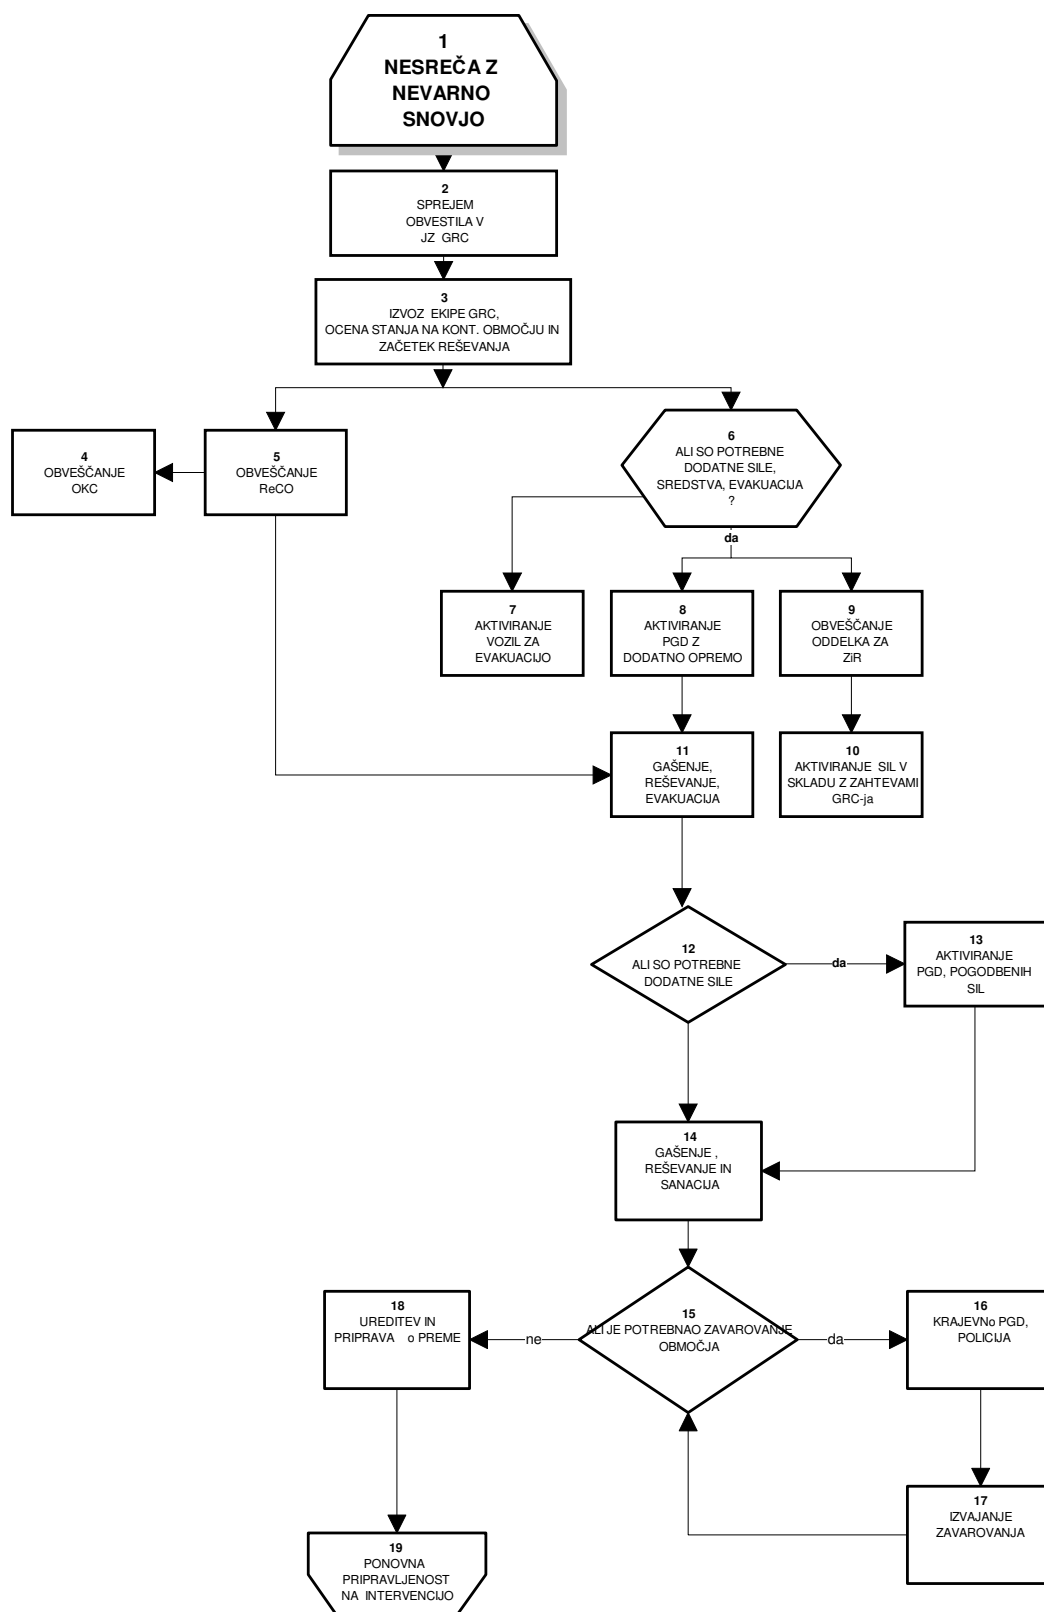 1
NESREČA Z
NEVARNO
SNOVJO
2
SPREJEM
OBVESTILA V
JZ GRC
3
IZVOZ EKIPE GRC,
OCENA STANJA NA KONT. OBMOČJU IN
ZAČETEK REŠEVANJA
4
OBVEŠČANJE
OKC
5
OBVEŠČANJE
ReCO
6
ALI SO POTREBNE
DODATNE SILE,
SREDSTVA, EVAKUACIJA
?
da
7
AKTIVIRANJE
VOZIL ZA
EVAKUACIJO
8
AKTIVIRANJE
PGD Z
DODATNO OPREMO
9
OBVEŠČANJE
ODDELKA ZA
ZiR
10
AKTIVIRANJE SIL V
SKLADU Z ZAHTEVAMI
GRC-ja
11
GAŠENJE,
REŠEVANJE,
EVAKUACIJA
12
ALI SO POTREBNE
DODATNE SILE
da
13
AKTIVIRANJE
PGD, POGODBENIH
SIL
14
GAŠENJE ,
REŠEVANJE IN
SANACIJA
15
ALI JE POTREBNAO ZAVAROVANJE
OBMOČJA
ne
da
16
KRAJEVNo PGD,
POLICIJA
17
IZVAJANJE
ZAVAROVANJA
18
UREDITEV IN
PRIPRAVA o PREME
19
PONOVNA
PRIPRAVLJENOST
NA INTERVENCIJO